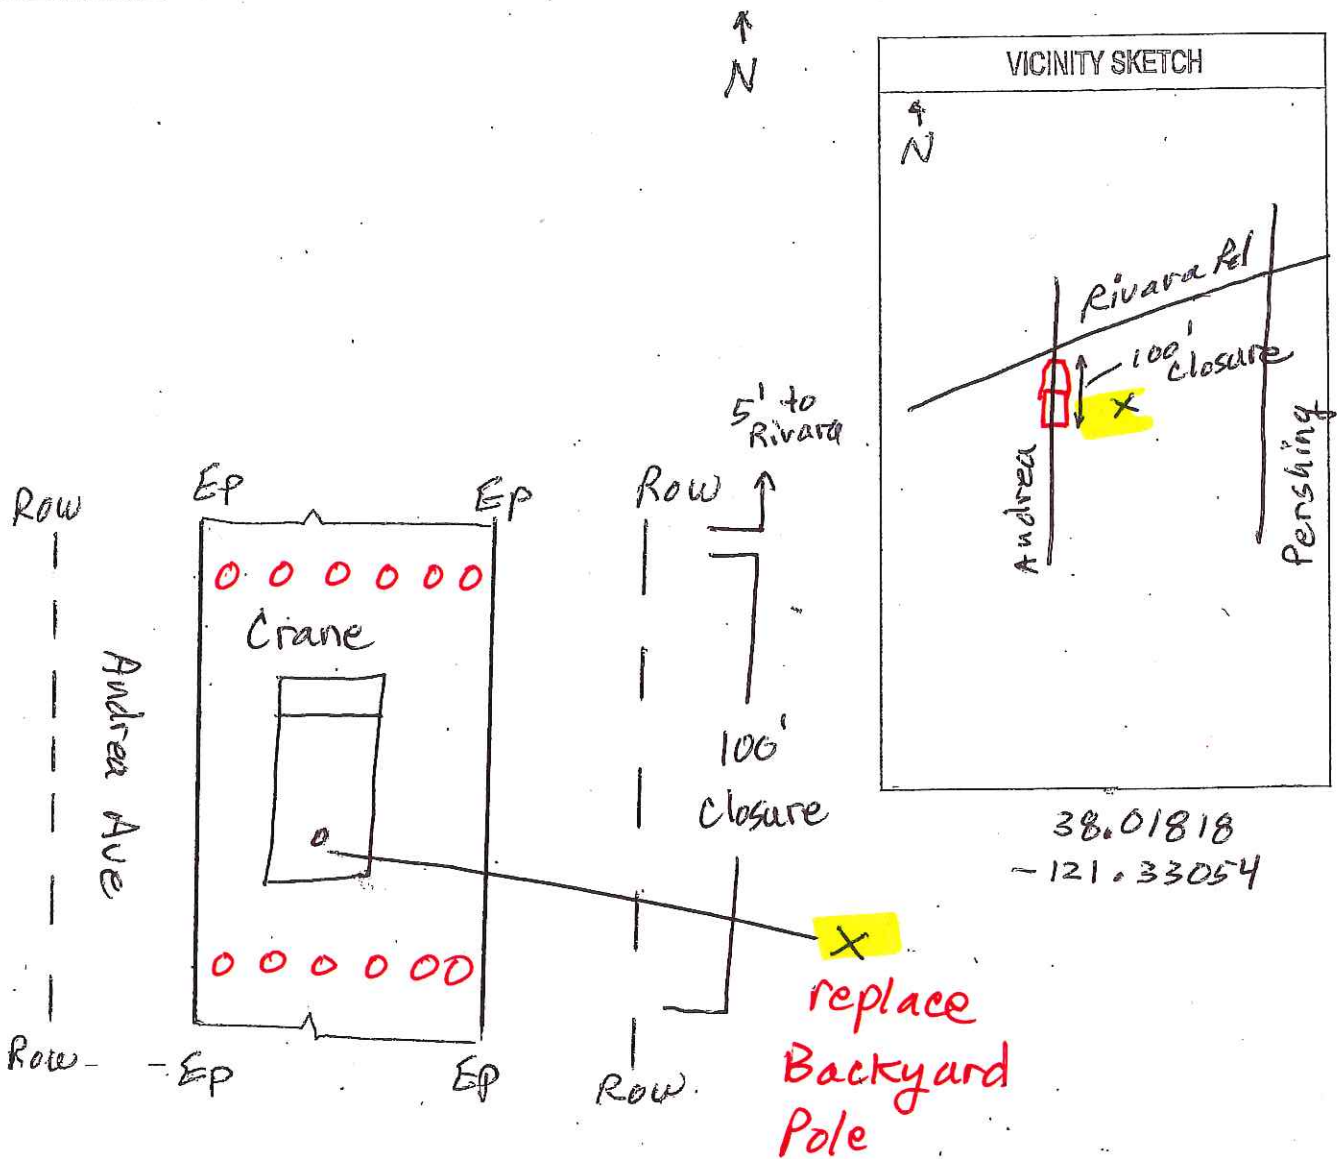 N
VICINITY SKETCH
N
Rivara Rd
100'
closure
Andrea
Pershing
38.01818
-121.33054
5' to
Rivara
Row
Ep
Ep
Row
Crane
Andrea Ave
100'
Closure
X
X
replace
Backyard
Pole
Row
Ep
Ep
Row